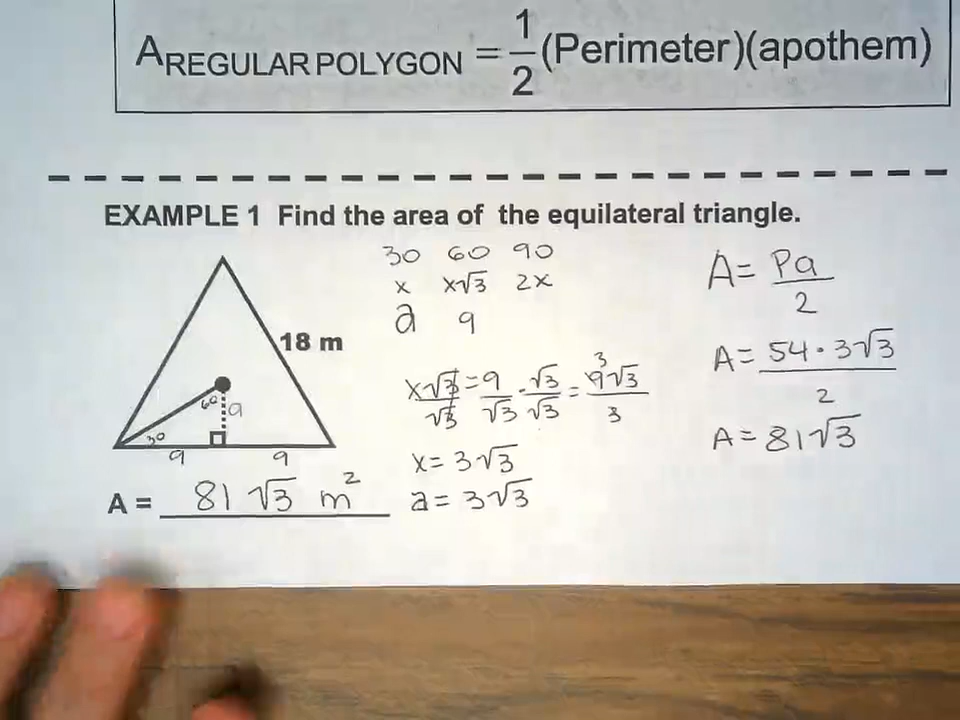 A REGULAR POLYGON = 1/2 (Perimeter)(apothem)
EXAMPLE 1 Find the area of the equilateral triangle.
30 60 90
x x√3 2x
a 9
18 m
60 a
30
9 9
x√3/√3 = 9/√3 · √3/√3 = 9√3/3
3
x = 3√3
a = 3√3
A = 81√3 m²
A = Pa/2
A = 54 · 3√3/2
A = 81√3